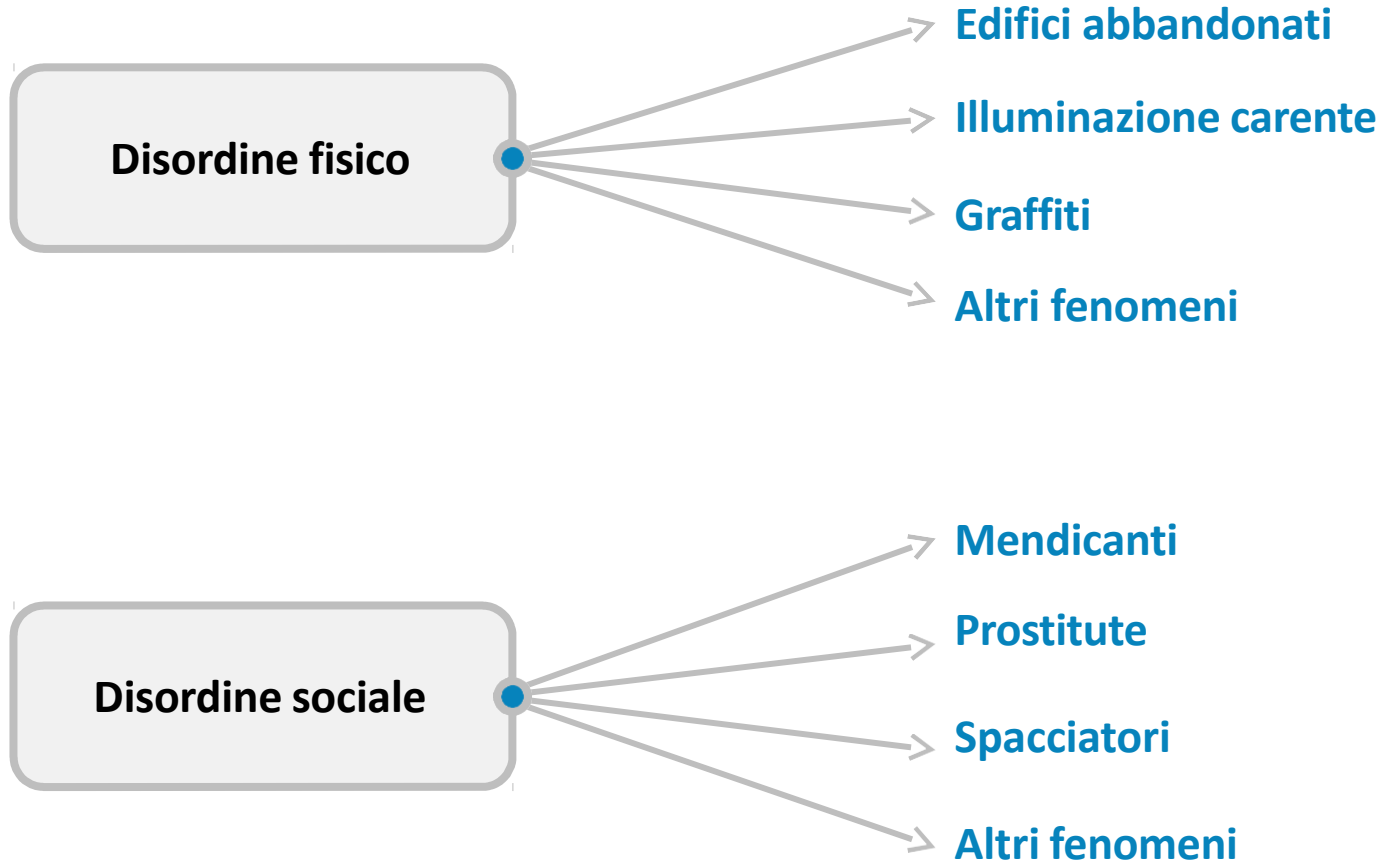 Disordine fisico
Edifici abbandonati
Illuminazione carente
Graffiti
Altri fenomeni
Disordine sociale
Mendicanti
Prostitute
Spacciatori
Altri fenomeni